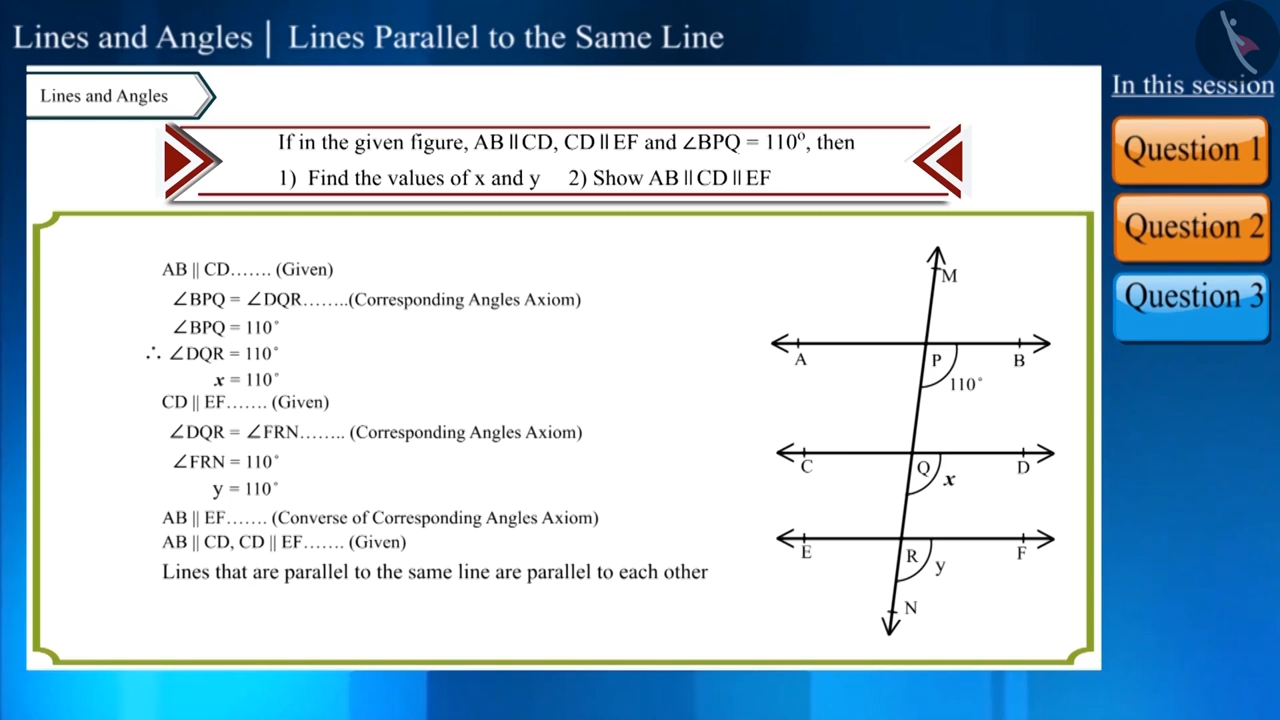 Lines and Angles | Lines Parallel to the Same Line
In this session
Lines and Angles
If in the given figure, AB || CD, CD || EF and ∠BPQ = 110°, then
1) Find the values of x and y 2) Show AB || CD || EF
Question 1
Question 2
Question 3
AB || CD....... (Given)
∠BPQ = ∠DQR........(Corresponding Angles Axiom)
∠BPQ = 110°
∴ ∠DQR = 110°
x = 110°
CD || EF....... (Given)
∠DQR = ∠FRN........ (Corresponding Angles Axiom)
∠FRN = 110°
y = 110°
AB || EF....... (Converse of Corresponding Angles Axiom)
AB || CD, CD || EF....... (Given)
Lines that are parallel to the same line are parallel to each other
M
A P B
110°
C Q D
x
E R F
y
N